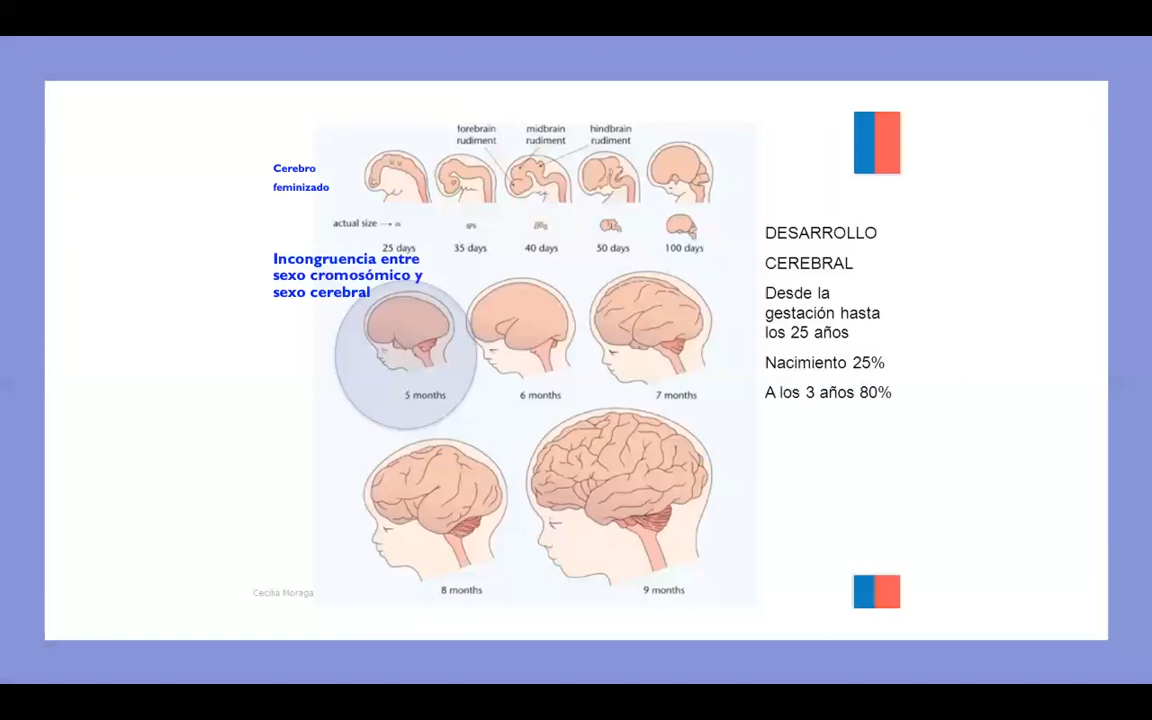 forebrain
rudiment
midbrain
rudiment
hindbrain
rudiment
Cerebro
feminizado
actual size
25 days
35 days
40 days
50 days
100 days
Incongruencia entre
sexo cromosómico y
sexo cerebral
5 months
6 months
7 months
8 months
9 months
Cecilia Moraga
DESARROLLO
CEREBRAL
Desde la
gestación hasta
los 25 años
Nacimiento 25%
A los 3 años 80%